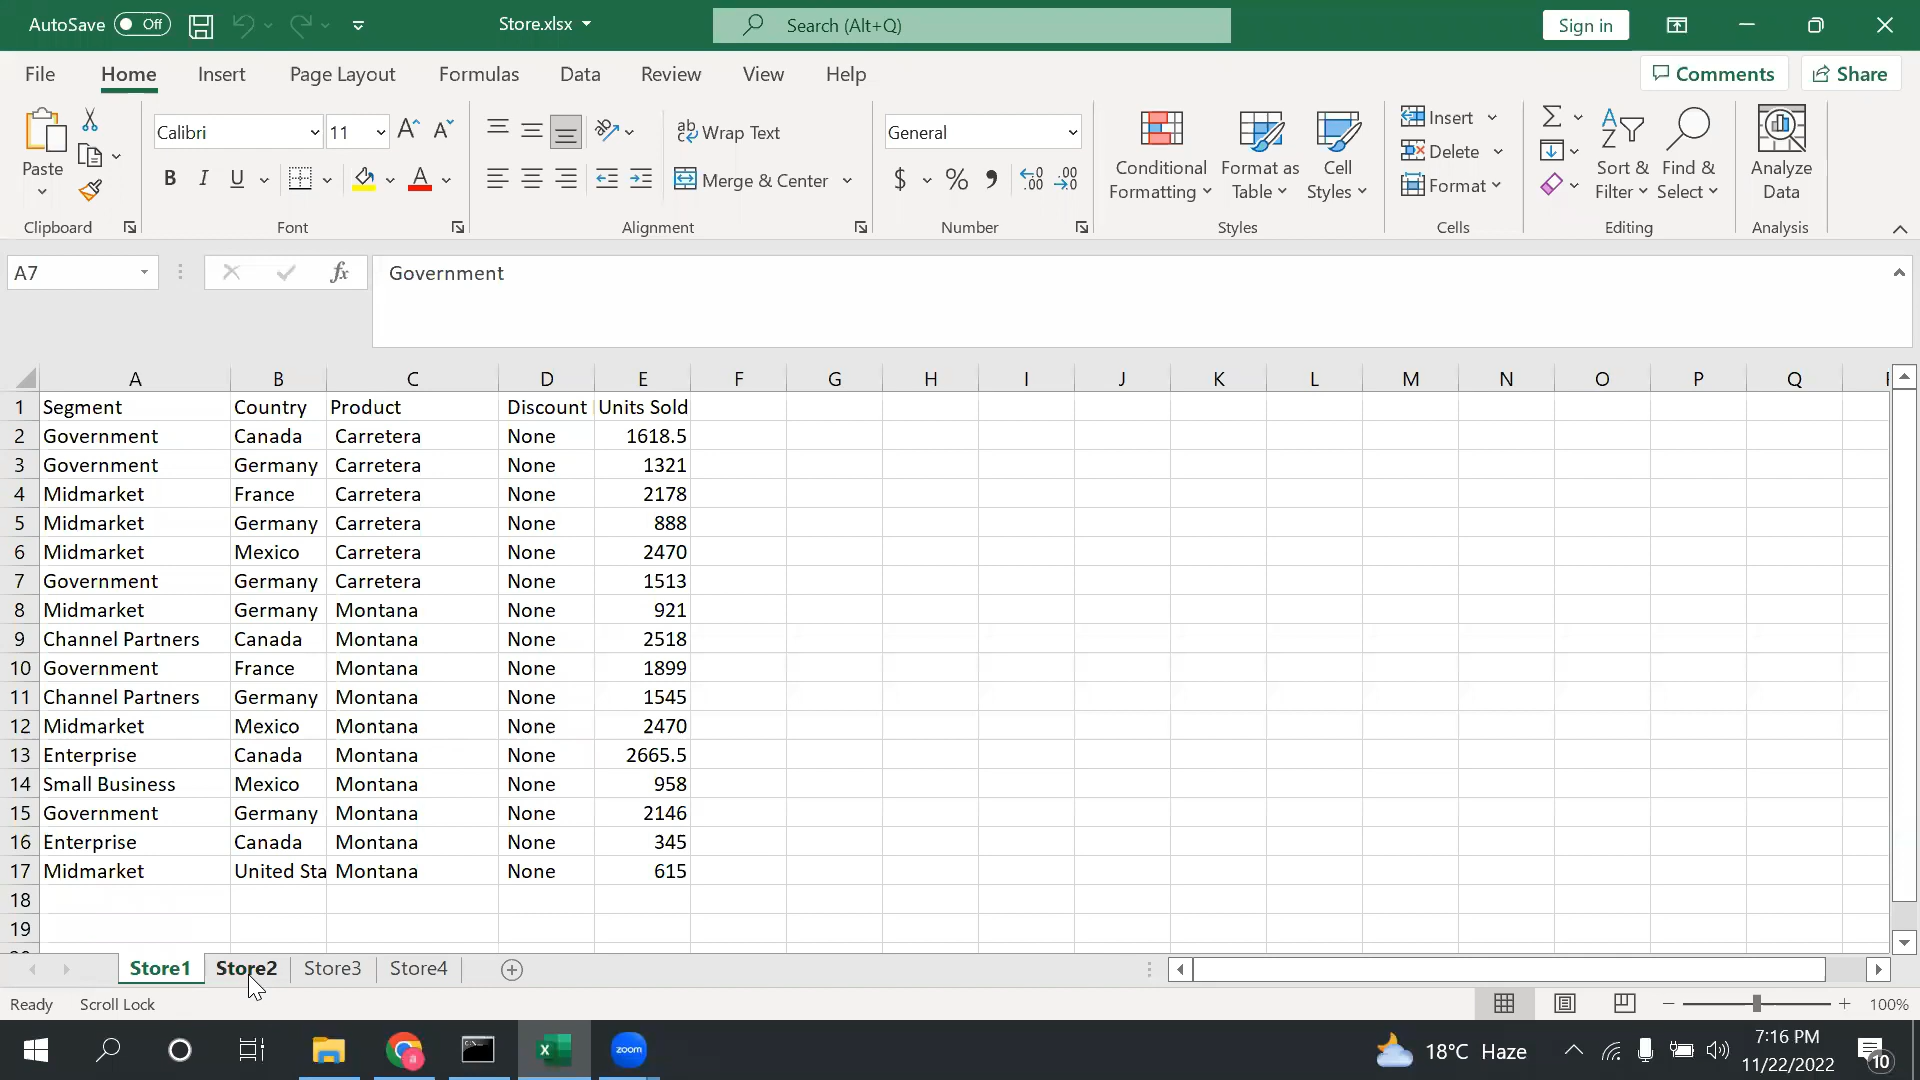 AutoSave Off Store.xlsx Search (Alt+Q) Sign in
File Home Insert Page Layout Formulas Data Review View Help Comments Share
Calibri 11 ab Wrap Text General Insert
Paste Conditional Formatting Format as Table Cell Styles Delete Sort & Filter Find & Select Analyze Data
B I U A Merge & Center $ % Format
Clipboard Font Alignment Number Styles Cells Editing Analysis
A7 fx Government
A B C D E F G H I J K L M N O P Q
1 Segment Country Product Discount Units Sold
2 Government Canada Carretera None 1618.5
3 Government Germany Carretera None 1321
4 Midmarket France Carretera None 2178
5 Midmarket Germany Carretera None 888
6 Midmarket Mexico Carretera None 2470
7 Government Germany Carretera None 1513
8 Midmarket Germany Montana None 921
9 Channel Partners Canada Montana None 2518
10 Government France Montana None 1899
11 Channel Partners Germany Montana None 1545
12 Midmarket Mexico Montana None 2470
13 Enterprise Canada Montana None 2665.5
14 Small Business Mexico Montana None 958
15 Government Germany Montana None 2146
16 Enterprise Canada Montana None 345
17 Midmarket United Sta Montana None 615
18
19
Store1 Store2 Store3 Store4
Ready Scroll Lock 100%
zoom 18°C Haze 7:16 PM
11/22/2022 10